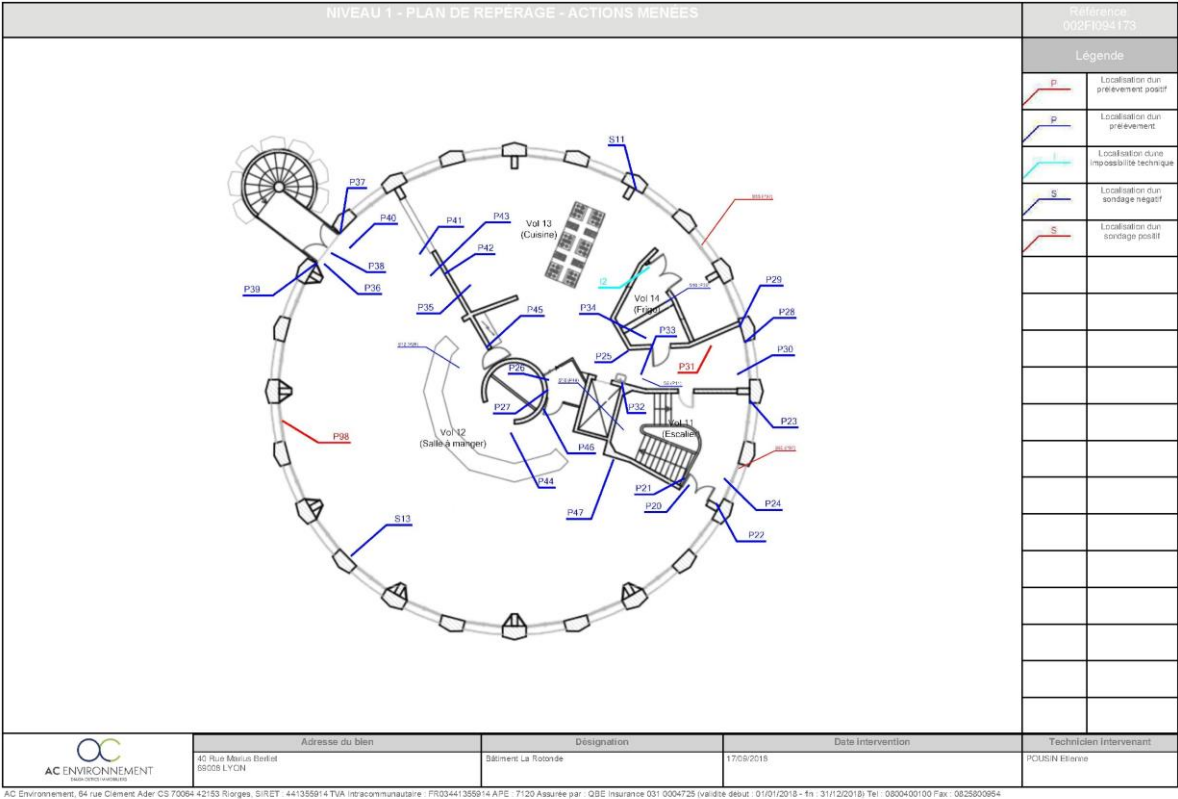 NIVEAU 1 - PLAN DE REPÉRAGE - ACTIONS MENÉES
Référence
002FI094173
Légende
P
Localisation dun
prélèvement positif
P
Localisation dun
prélèvement
I
Localisation dune
impossibilité technique
S
Localisation dun
sondage négatif
S
Localisation dun
sondage positif
S11
P37
P40
P41
P43
P42
P38
P39
P36
P35
P45
Vol 13
(Cuisine)
I2
Vol 14
(Frigo)
P34
P33
P29
P28
P25
P31
P30
P26
P27
P32
P23
Vol 12
(Salle à manger)
Vol 11
(Escalier)
P98
P46
P44
P47
P21
P20
P24
P22
S13
AC ENVIRONNEMENT
Adresse du bien
Désignation
Date intervention
Technicien intervenant
40 Rue Marius Berliet
69008 LYON
Bâtiment La Rotonde
17/09/2018
POUSIN Etienne
AC Environnement, 64 rue Clément Ader CS 70064 42153 Riorges, SIRET : 441355914 TVA Intracommunautaire : FR03441355914 APE : 7120 Assurée par : QBE Insurance 031 0004725 (validité début : 01/01/2018 - fin : 31/12/2018) Tel : 0800400100 Fax : 0825800954